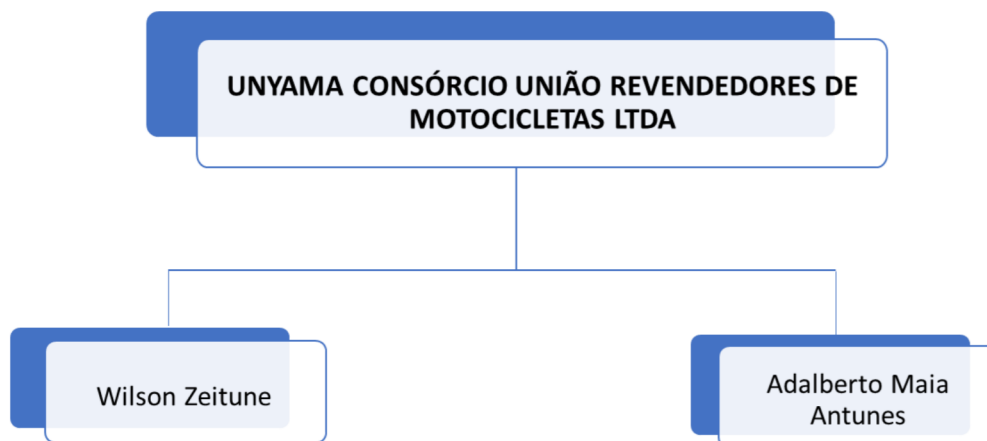 UNYAMA CONSÓRCIO UNIÃO REVENDEDORES DE
MOTOCICLETAS LTDA
Wilson Zeitune
Adalberto Maia
Antunes